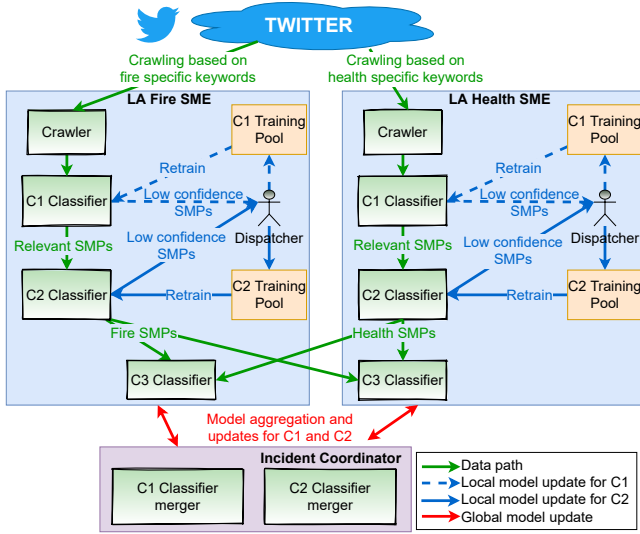 TWITTER
Crawling based on
fire specific keywords
Crawling based on
health specific keywords
LA Fire SME
Crawler
C1 Training
Pool
Retrain
C1 Classifier
Low confidence
SMPs
Dispatcher
Relevant SMPs
Low confidence
SMPs
C2 Classifier
Retrain
C2 Training
Pool
Fire SMPs
C3 Classifier
LA Health SME
Crawler
C1 Training
Pool
Retrain
C1 Classifier
Low confidence
SMPs
Dispatcher
Relevant SMPs
Low confidence
SMPs
C2 Classifier
Retrain
C2 Training
Pool
Health SMPs
C3 Classifier
Model aggregation and
updates for C1 and C2
Incident Coordinator
C1 Classifier
merger
C2 Classifier
merger
Data path
Local model update for C1
Local model update for C2
Global model update